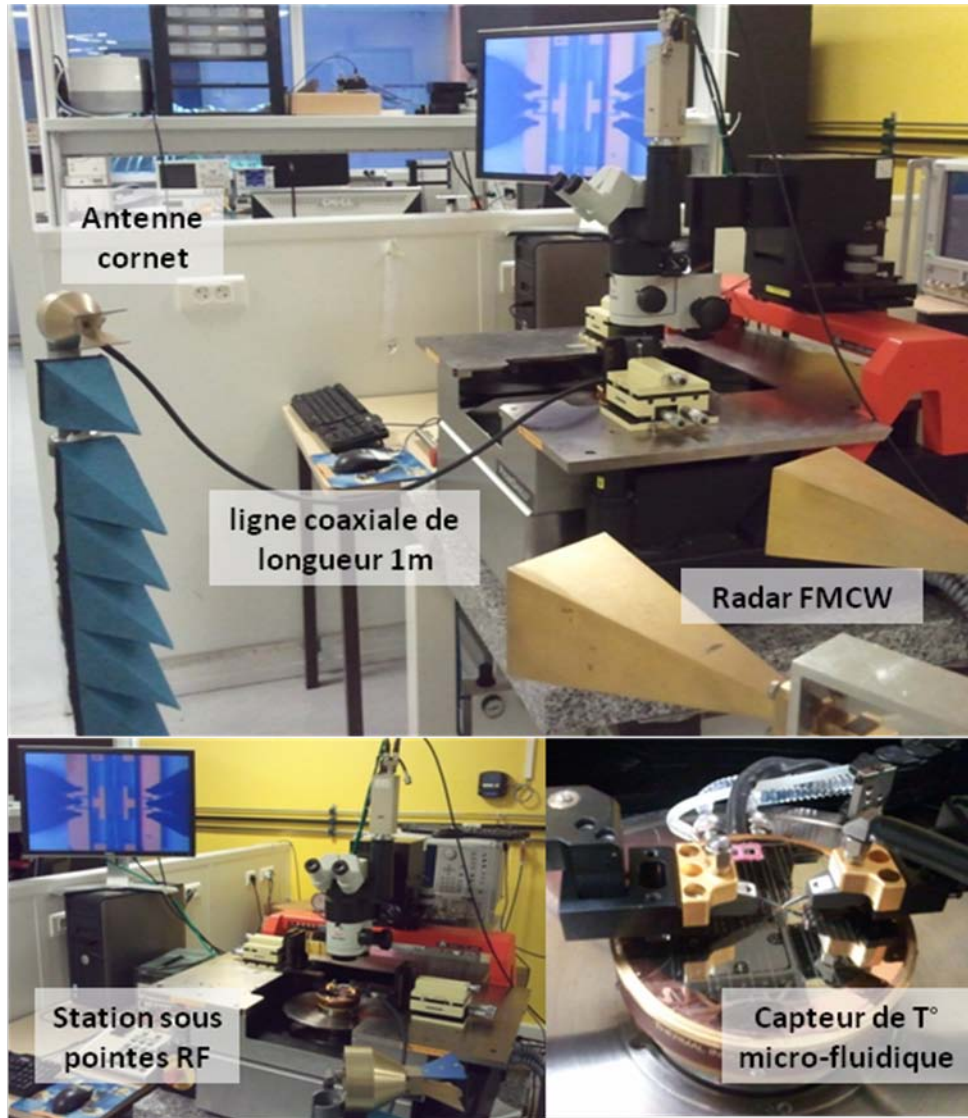 Antenne
cornet
ligne coaxiale de
longueur 1m
Radar FMCW
Station sous
pointes RF
Capteur de T°
micro-fluidique